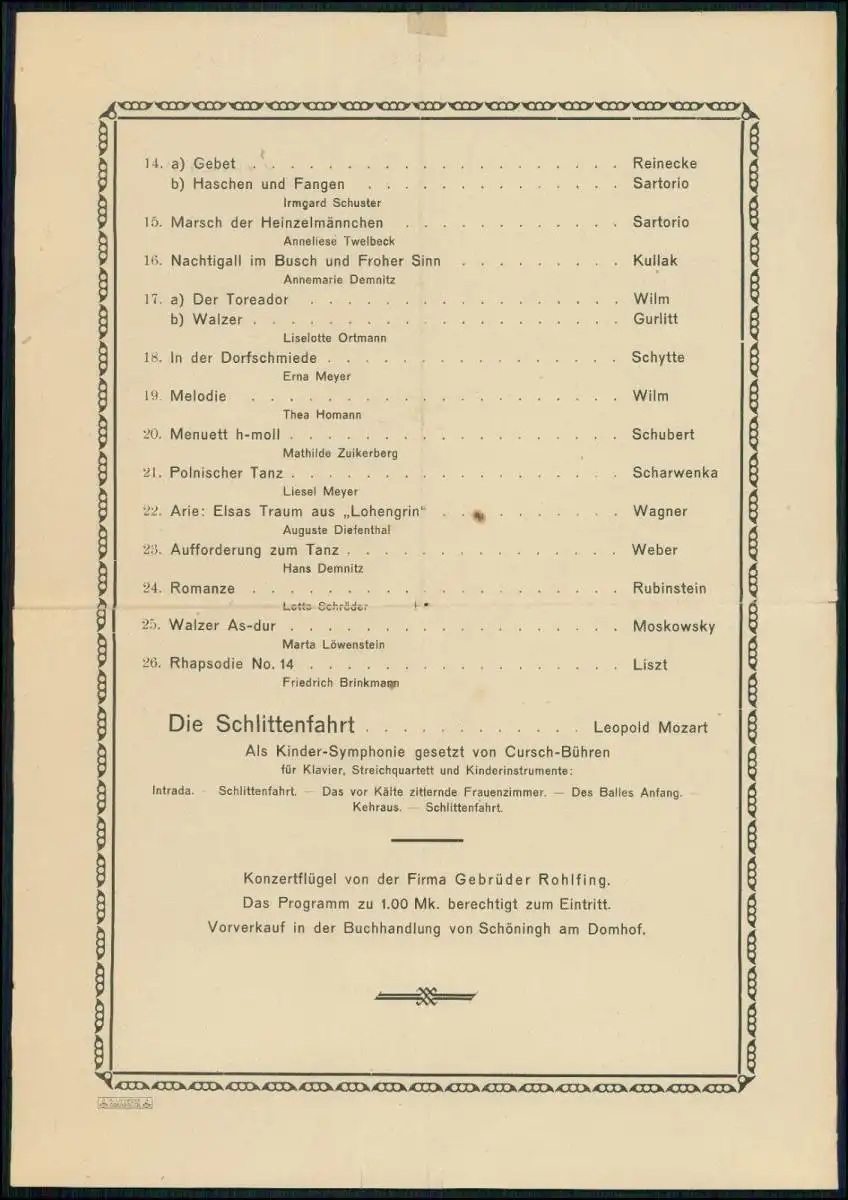 14. a) Gebet . . . . . . . . . . . . . . . . . . . . Reinecke
b) Haschen und Fangen . . . . . . . . . . . . . . Sartorio
Irmgard Schuster
15. Marsch der Heinzelmännchen . . . . . . . . . . . . Sartorio
Anneliese Twelbeck
16. Nachtigall im Busch und Froher Sinn . . . . . . . . . Kullak
Annemarie Demnitz
17. a) Der Toreador . . . . . . . . . . . . . . . . . Wilm
b) Walzer . . . . . . . . . . . . . . . . . . . . Gurlitt
Liselotte Ortmann
18. In der Dorfschmiede . . . . . . . . . . . . . . . . Schytte
Erna Meyer
19. Melodie . . . . . . . . . . . . . . . . . . . . Wilm
Thea Homann
20. Menuett h-moll . . . . . . . . . . . . . . . . . . Schubert
Mathilde Zuikerberg
21. Polnischer Tanz . . . . . . . . . . . . . . . . . . Scharwenka
Liesel Meyer
22. Arie: Elsas Traum aus „Lohengrin“ . . . . . . . . . . Wagner
Auguste Diefenthal
23. Aufforderung zum Tanz . . . . . . . . . . . . . . . Weber
Hans Demnitz
24. Romanze . . . . . . . . . . . . . . . . . . . . Rubinstein
Lotte Schröder
25. Walzer As-dur . . . . . . . . . . . . . . . . . . Moskowsky
Marta Löwenstein
26. Rhapsodie No. 14 . . . . . . . . . . . . . . . . . Liszt
Friedrich Brinkmann
Die Schlittenfahrt . . . . . . . . . . . . Leopold Mozart
Als Kinder-Symphonie gesetzt von Cursch-Bühren
für Klavier, Streichquartett und Kinderinstrumente:
Intrada. – Schlittenfahrt. — Das vor Kälte zitternde Frauenzimmer. — Des Balles Anfang. —
Kehraus. — Schlittenfahrt.
Konzertflügel von der Firma Gebrüder Rohlfing.
Das Programm zu 1.00 Mk. berechtigt zum Eintritt.
Vorverkauf in der Buchhandlung von Schöningh am Domhof.